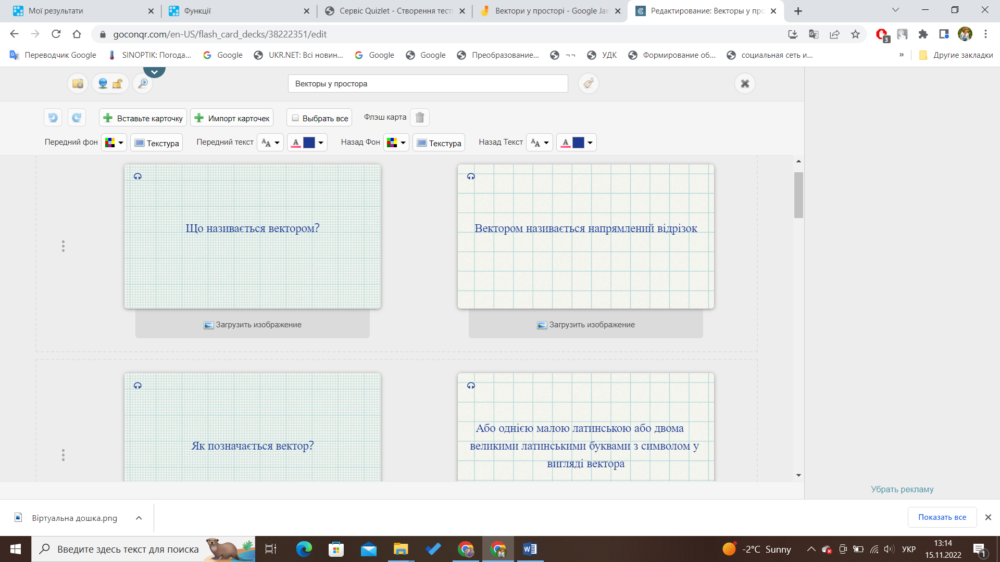 Мої результати
Функції
Сервіс Quizlet - Створення тесті
Вектори у просторі - Google Jan
Редактирование: Векторы у про
goconqr.com/en-US/flash_card_decks/38222351/edit
3
Переводчик Google
SINOPTIK: Погода...
Google
UKR.NET: Всі новин...
Google
Google
Преобразование...
¬ ¬
УДК
Формирование об...
социальная сеть и...
»
Другие закладки
Векторы у простора
Вставьте карточку
Импорт карточек
Выбрать все
Флэш карта
Передний фон
Текстура
Передний текст
Назад Фон
Текстура
Назад Текст
Що називається вектором?
Вектором називається напрямлений відрізок
Загрузить изображение
Загрузить изображение
Як позначається вектор?
Або однією малою латинською або двома
великими латинськими буквами з символом у
вигляді вектора
Убрать рекламу
Віртуальна дошка.png
Показать все
Введите здесь текст для поиска
-2°C Sunny
УКР
13:14
15.11.2022
1